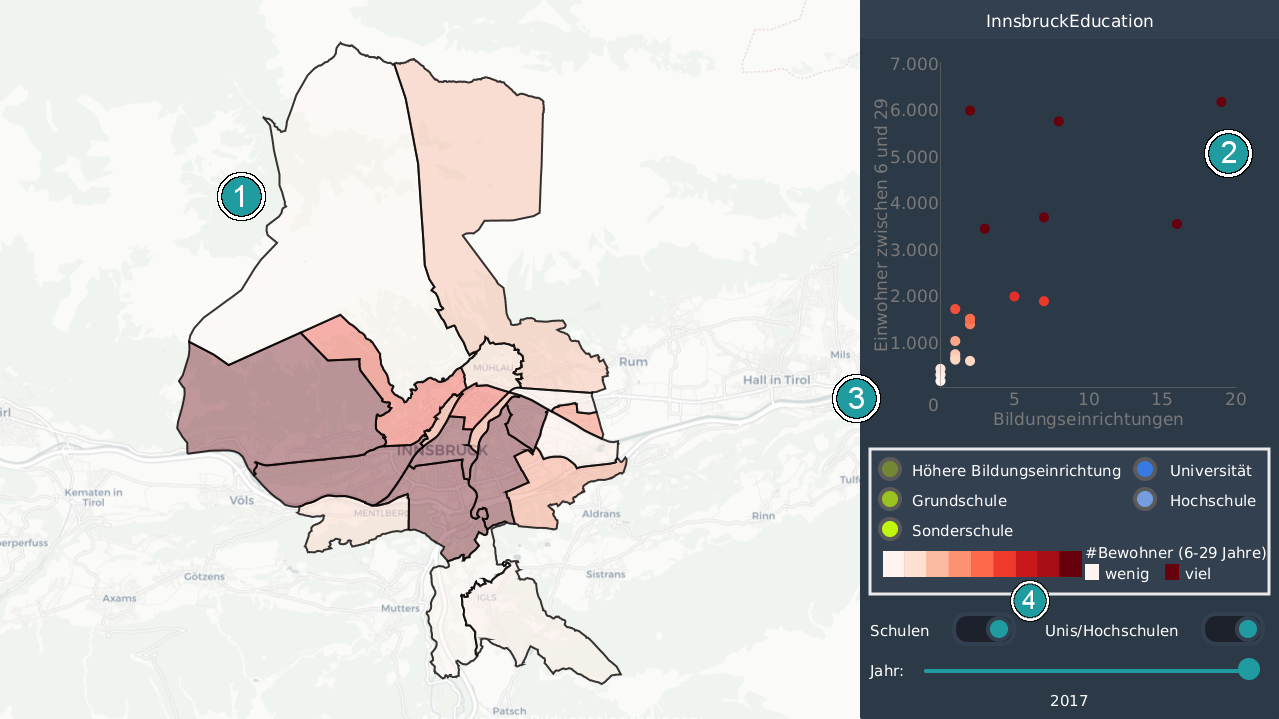 InnsbruckEducation
7.000
6.000
5.000
4.000
3.000
2.000
1.000
0
5
10
15
20
Einwohner zwischen 6 und 29
Bildungseinrichtungen
1
2
3
4
Höhere Bildungseinrichtung
Universität
Grundschule
Hochschule
Sonderschule
#Bewohner (6-29 Jahre)
wenig
viel
Schulen
Unis/Hochschulen
Jahr:
2017
MÜHLAU
Rum
Mils
Hall in Tirol
irl
INNSBRUCK
Kematen in
Tirol
Völs
MENTLBERG
Tulf
Aldrans
Rinn
erperfuss
Götzens
Sistrans
Axams
Mutters
IGLS
Patsch